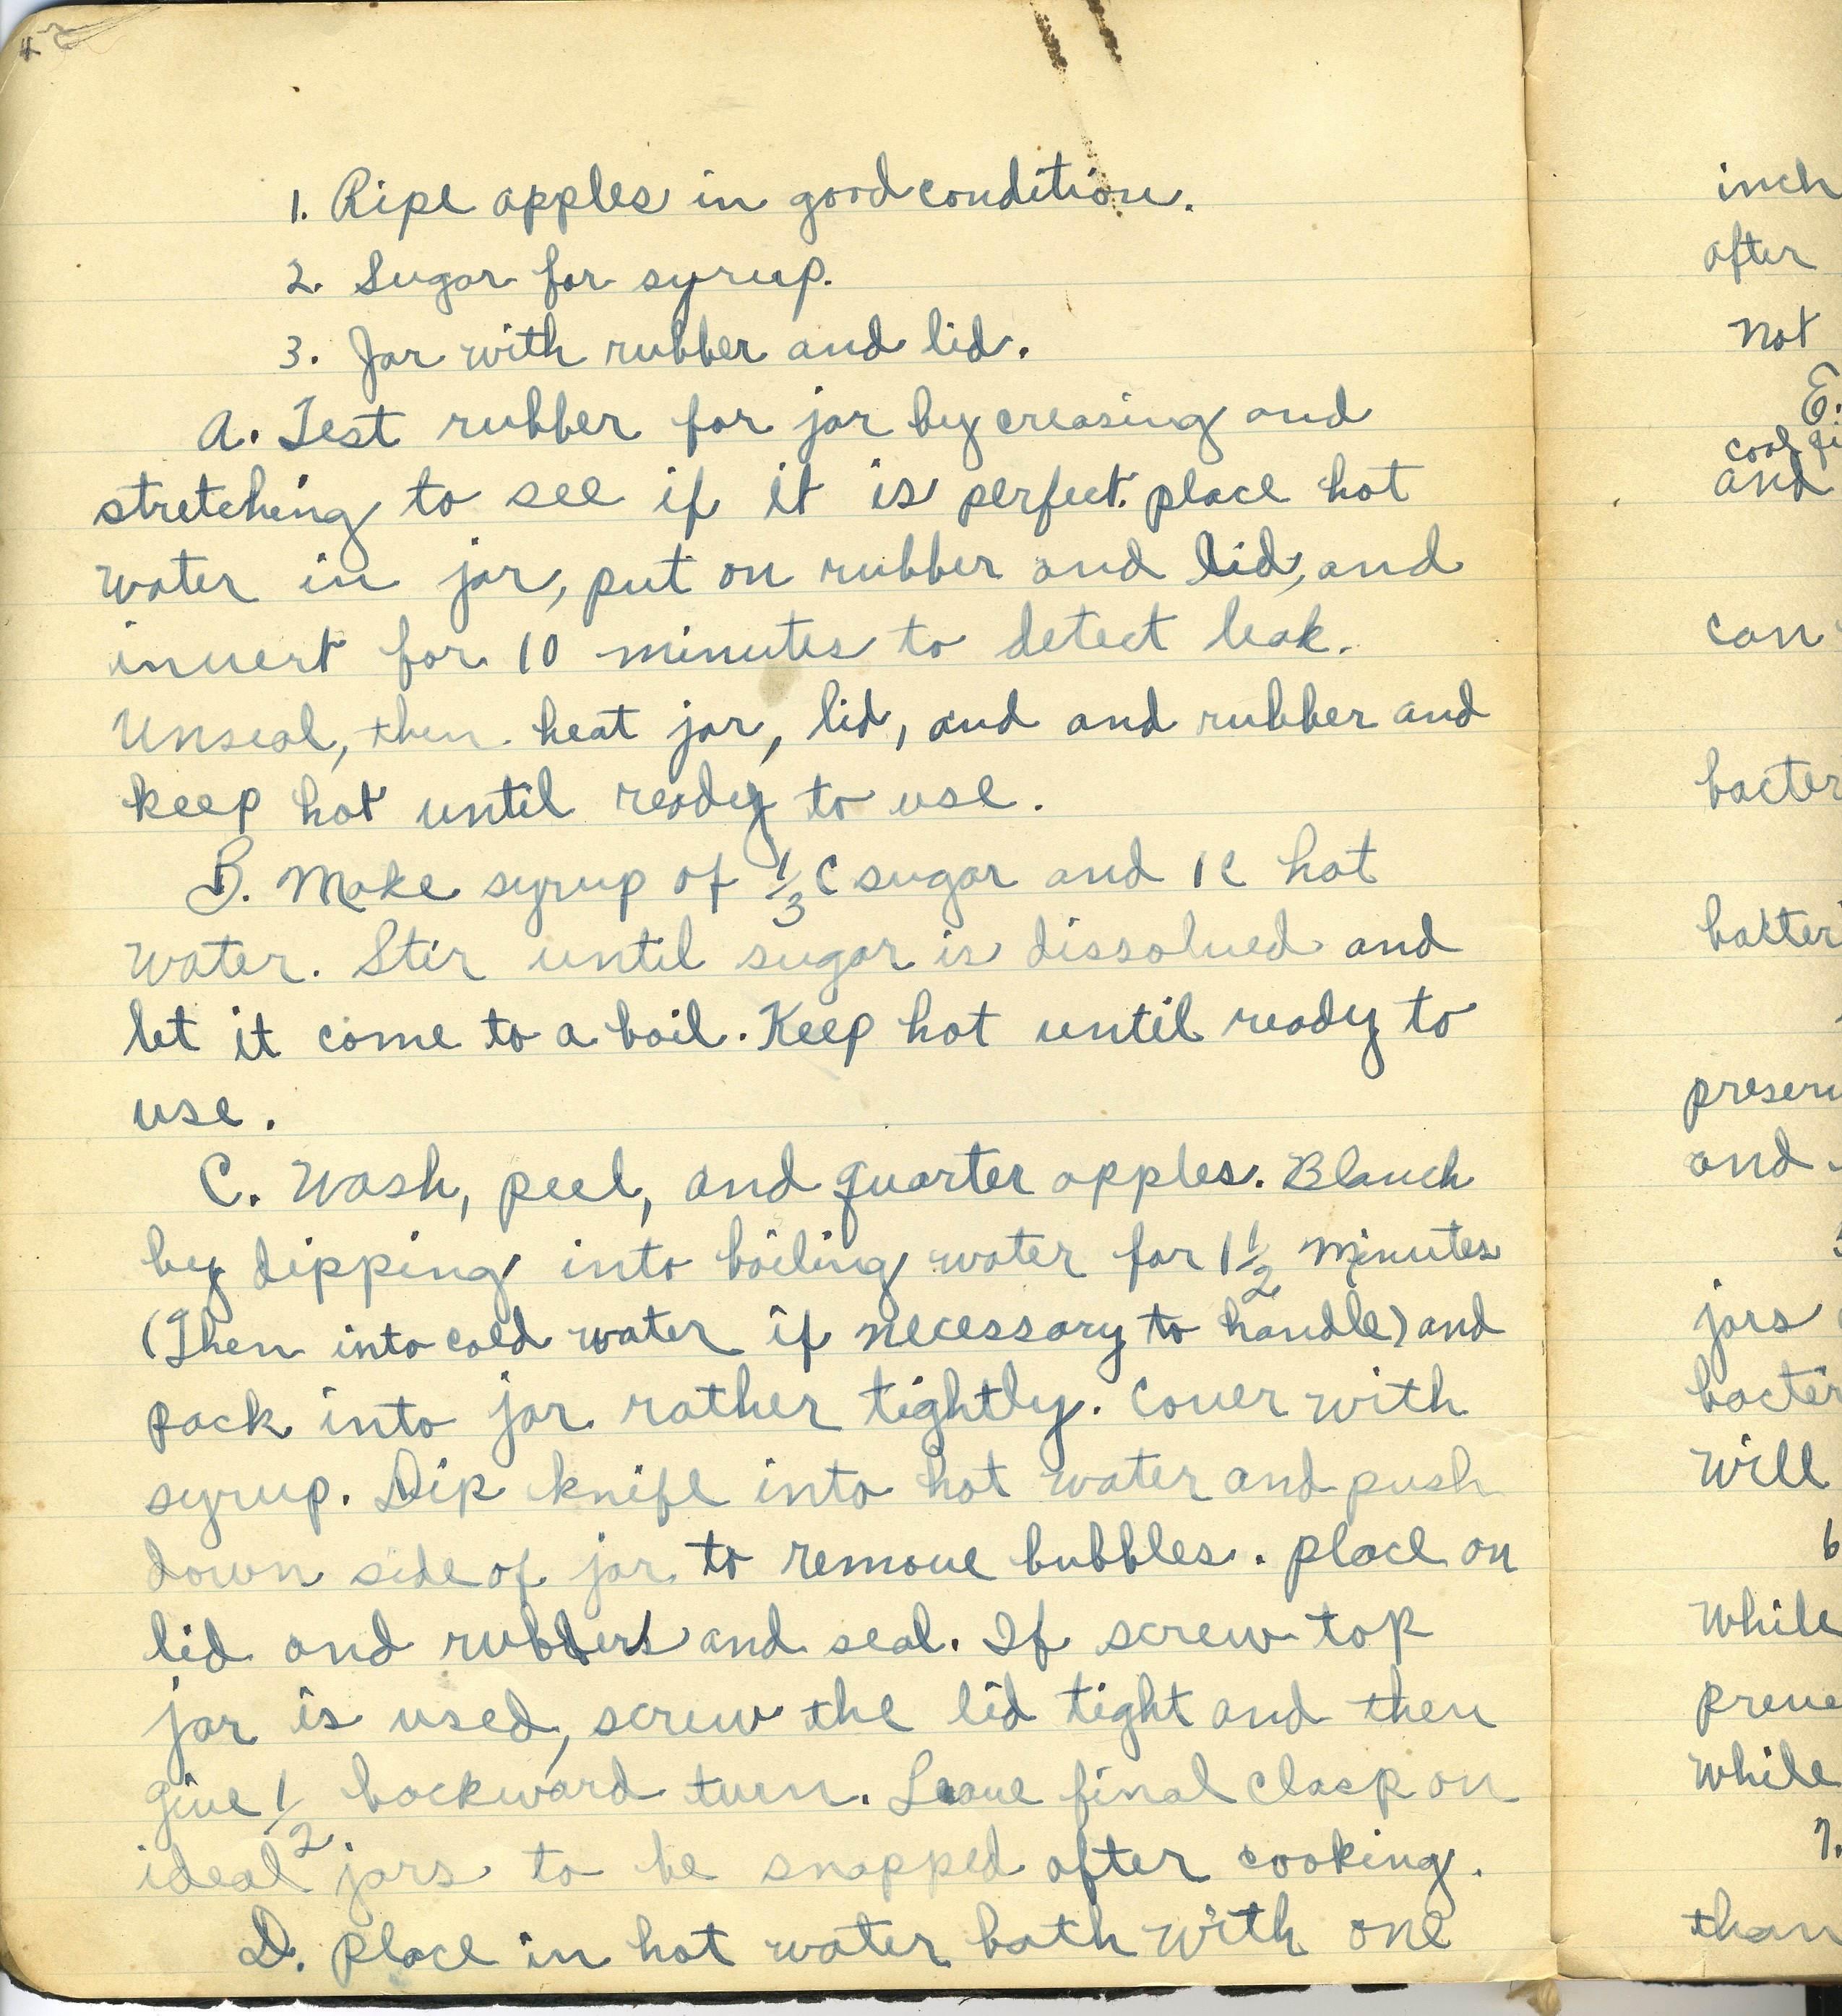 1. Ripe apples in good condition.
2. Sugar for syrup.
3. Jar with rubber and lid.
A. Test rubber for jar by creasing and
stretching to see if it is perfect. place hot
water in jar, put on rubber and lid, and
invert for 10 minutes to detect leak.
Unseal, then heat jar, lid, and and rubber and
keep hot until ready to use.
B. Make syrup of 1/3 c sugar and 1 c hot
water. Stir until sugar is dissolved and
let it come to a boil. Keep hot until ready to
use.
C. Wash, peel, and quarter apples. Blanch
by dipping into boiling water for 1 1/2 minutes
(Then into cold water if necessary to handle) and
pack into jar rather tightly. Cover with
syrup. Dip knife into hot water and push
down side of jar to remove bubbles. place on
lid and rubbers and seal. If screw top
jar is used, screw the lid tight and then
give 1/2 backward turn. Leave final clasp on
ideal jars to be snapped after cooking.
D. place in hot water bath with one
inch
after
not
E.
cool
and
can
bacter
batter
preserv
and
jars
bacter
will
6
while
preve
while
7.
than